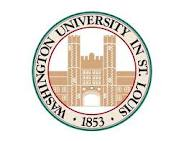 WASHINGTON UNIVERSITY IN ST. LOUIS
· 1853 ·